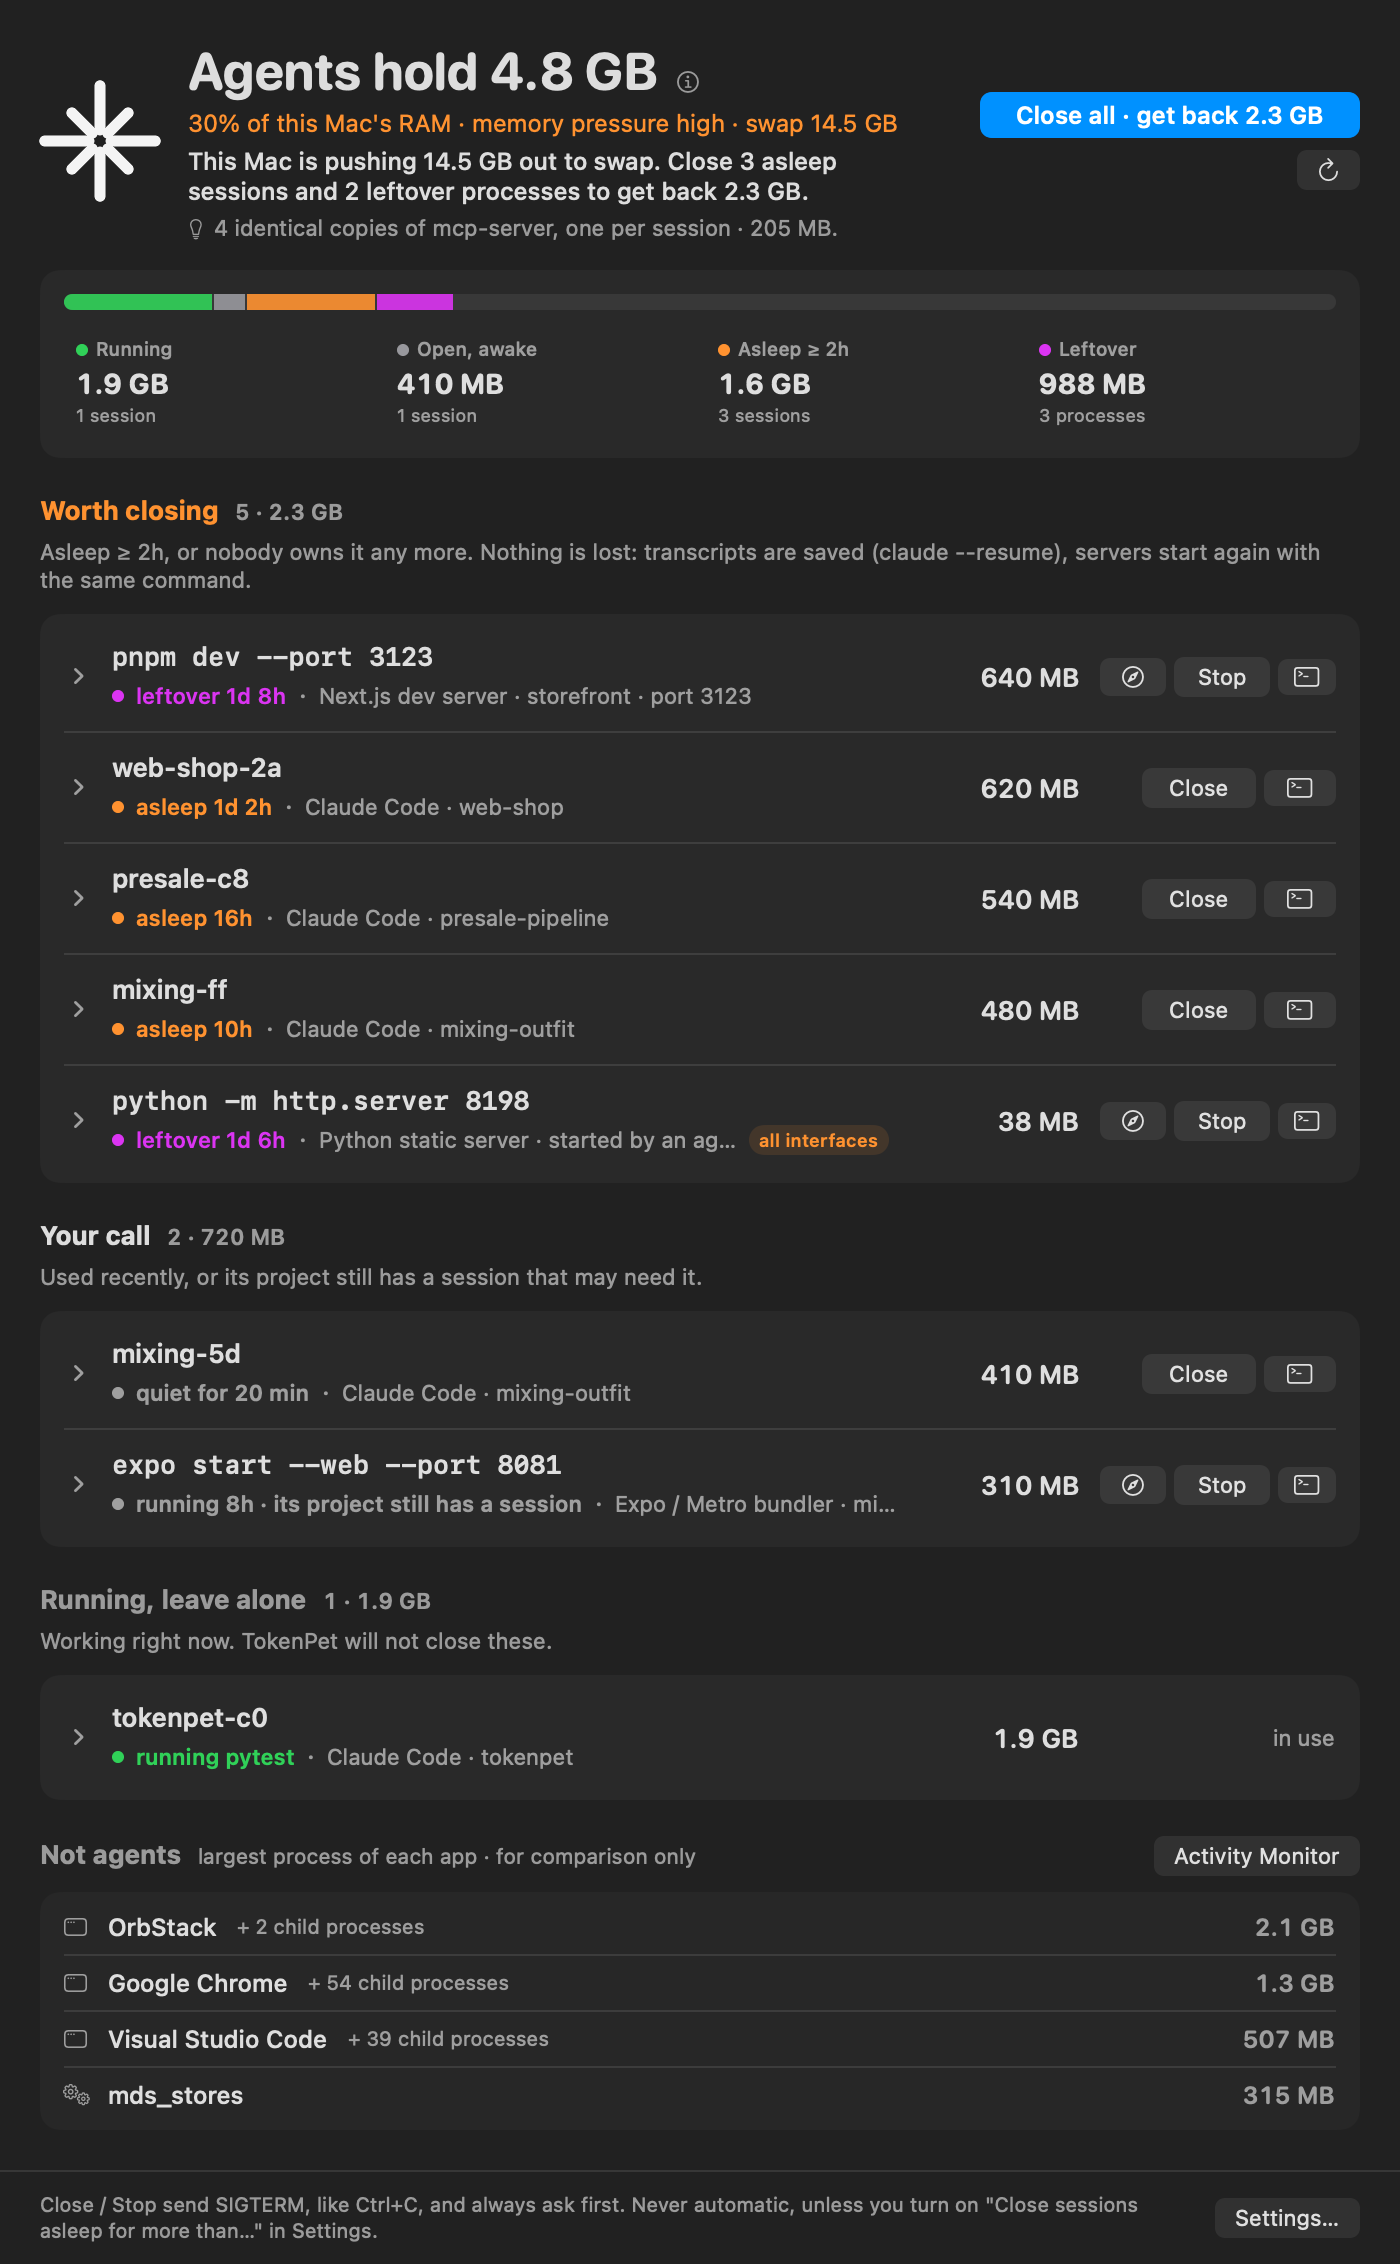 Agents hold 4.8 GB
30% of this Mac's RAM · memory pressure high · swap 14.5 GB
This Mac is pushing 14.5 GB out to swap. Close 3 asleep
sessions and 2 leftover processes to get back 2.3 GB.
4 identical copies of mcp-server, one per session · 205 MB.
Close all · get back 2.3 GB
Running
1.9 GB
1 session
Open, awake
410 MB
1 session
Asleep ≥ 2h
1.6 GB
3 sessions
Leftover
988 MB
3 processes
Worth closing 5 · 2.3 GB
Asleep ≥ 2h, or nobody owns it any more. Nothing is lost: transcripts are saved (claude --resume), servers start again with
the same command.
pnpm dev --port 3123
leftover 1d 8h · Next.js dev server · storefront · port 3123
640 MB
Stop
web-shop-2a
asleep 1d 2h · Claude Code · web-shop
620 MB
Close
presale-c8
asleep 16h · Claude Code · presale-pipeline
540 MB
Close
mixing-ff
asleep 10h · Claude Code · mixing-outfit
480 MB
Close
python -m http.server 8198
leftover 1d 6h · Python static server · started by an ag... all interfaces
38 MB
Stop
Your call 2 · 720 MB
Used recently, or its project still has a session that may need it.
mixing-5d
quiet for 20 min · Claude Code · mixing-outfit
410 MB
Close
expo start --web --port 8081
running 8h · its project still has a session · Expo / Metro bundler · mi...
310 MB
Stop
Running, leave alone 1 · 1.9 GB
Working right now. TokenPet will not close these.
tokenpet-c0
running pytest · Claude Code · tokenpet
1.9 GB
in use
Not agents largest process of each app · for comparison only
Activity Monitor
OrbStack + 2 child processes 2.1 GB
Google Chrome + 54 child processes 1.3 GB
Visual Studio Code + 39 child processes 507 MB
mds_stores 315 MB
Close / Stop send SIGTERM, like Ctrl+C, and always ask first. Never automatic, unless you turn on "Close sessions
asleep for more than..." in Settings.
Settings...